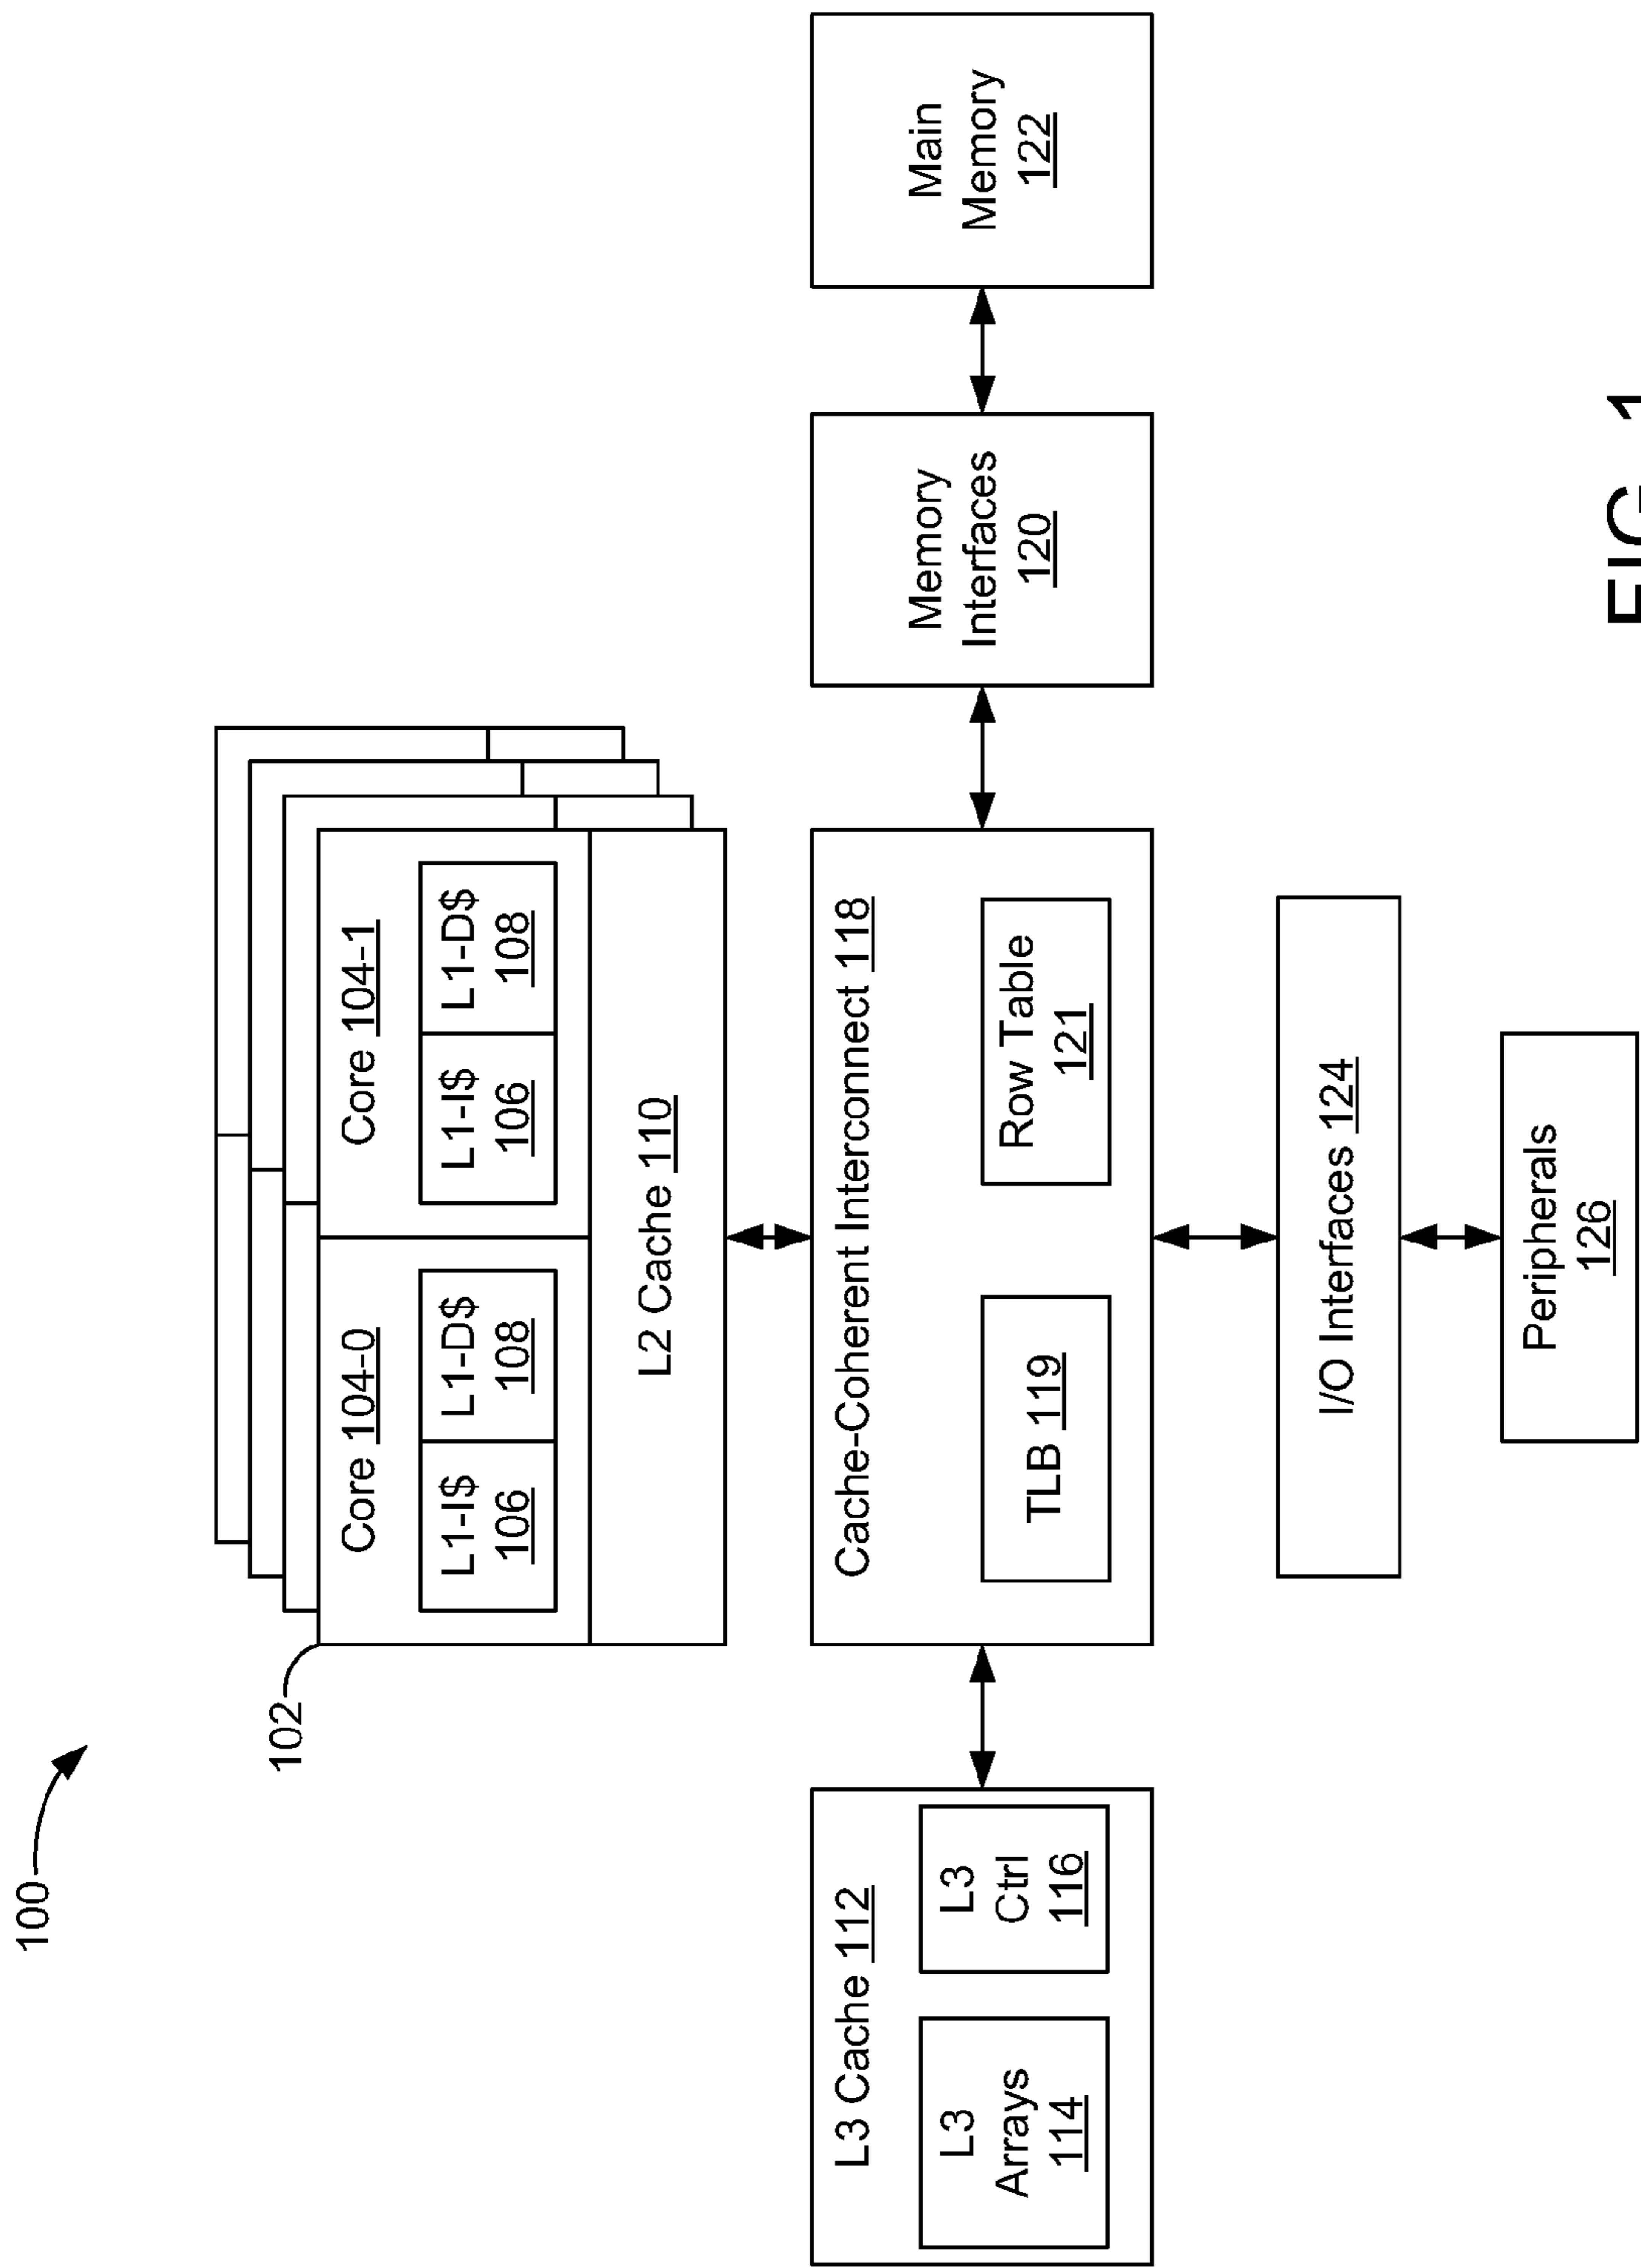 100
102
Core 104-0
Core 104-1
L1-I$
106
L1-D$
108
L1-I$
106
L1-D$
108
L2 Cache 110
L3 Cache 112
L3
Arrays
114
L3
Ctrl
116
Cache-Coherent Interconnect 118
TLB 119
Row Table
121
Memory
Interfaces
120
Main
Memory
122
I/O Interfaces 124
Peripherals
126
FIG. 1